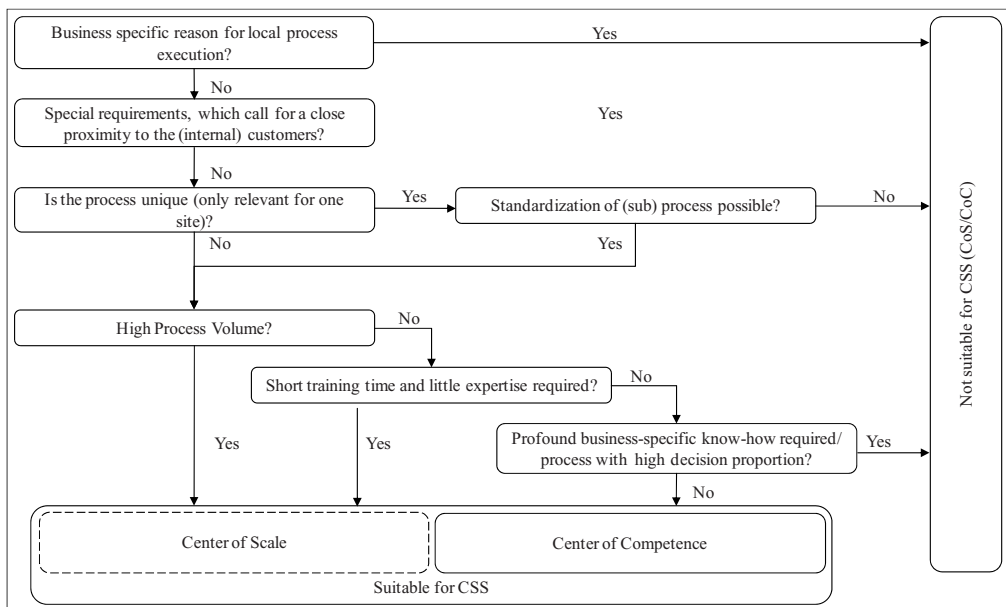 Business specific reason for local process
execution?
Yes
No
Special requirements, which call for a close
proximity to the (internal) customers?
Yes
No
Is the process unique (only relevant for one
site)?
Yes
Standardization of (sub) process possible?
No
No
Yes
High Process Volume?
No
Short training time and little expertise required?
No
Yes
Yes
Profound business-specific know-how required/
process with high decision proportion?
Yes
No
Center of Scale
Center of Competence
Suitable for CSS
Not suitable for CSS (CoS/CoC)